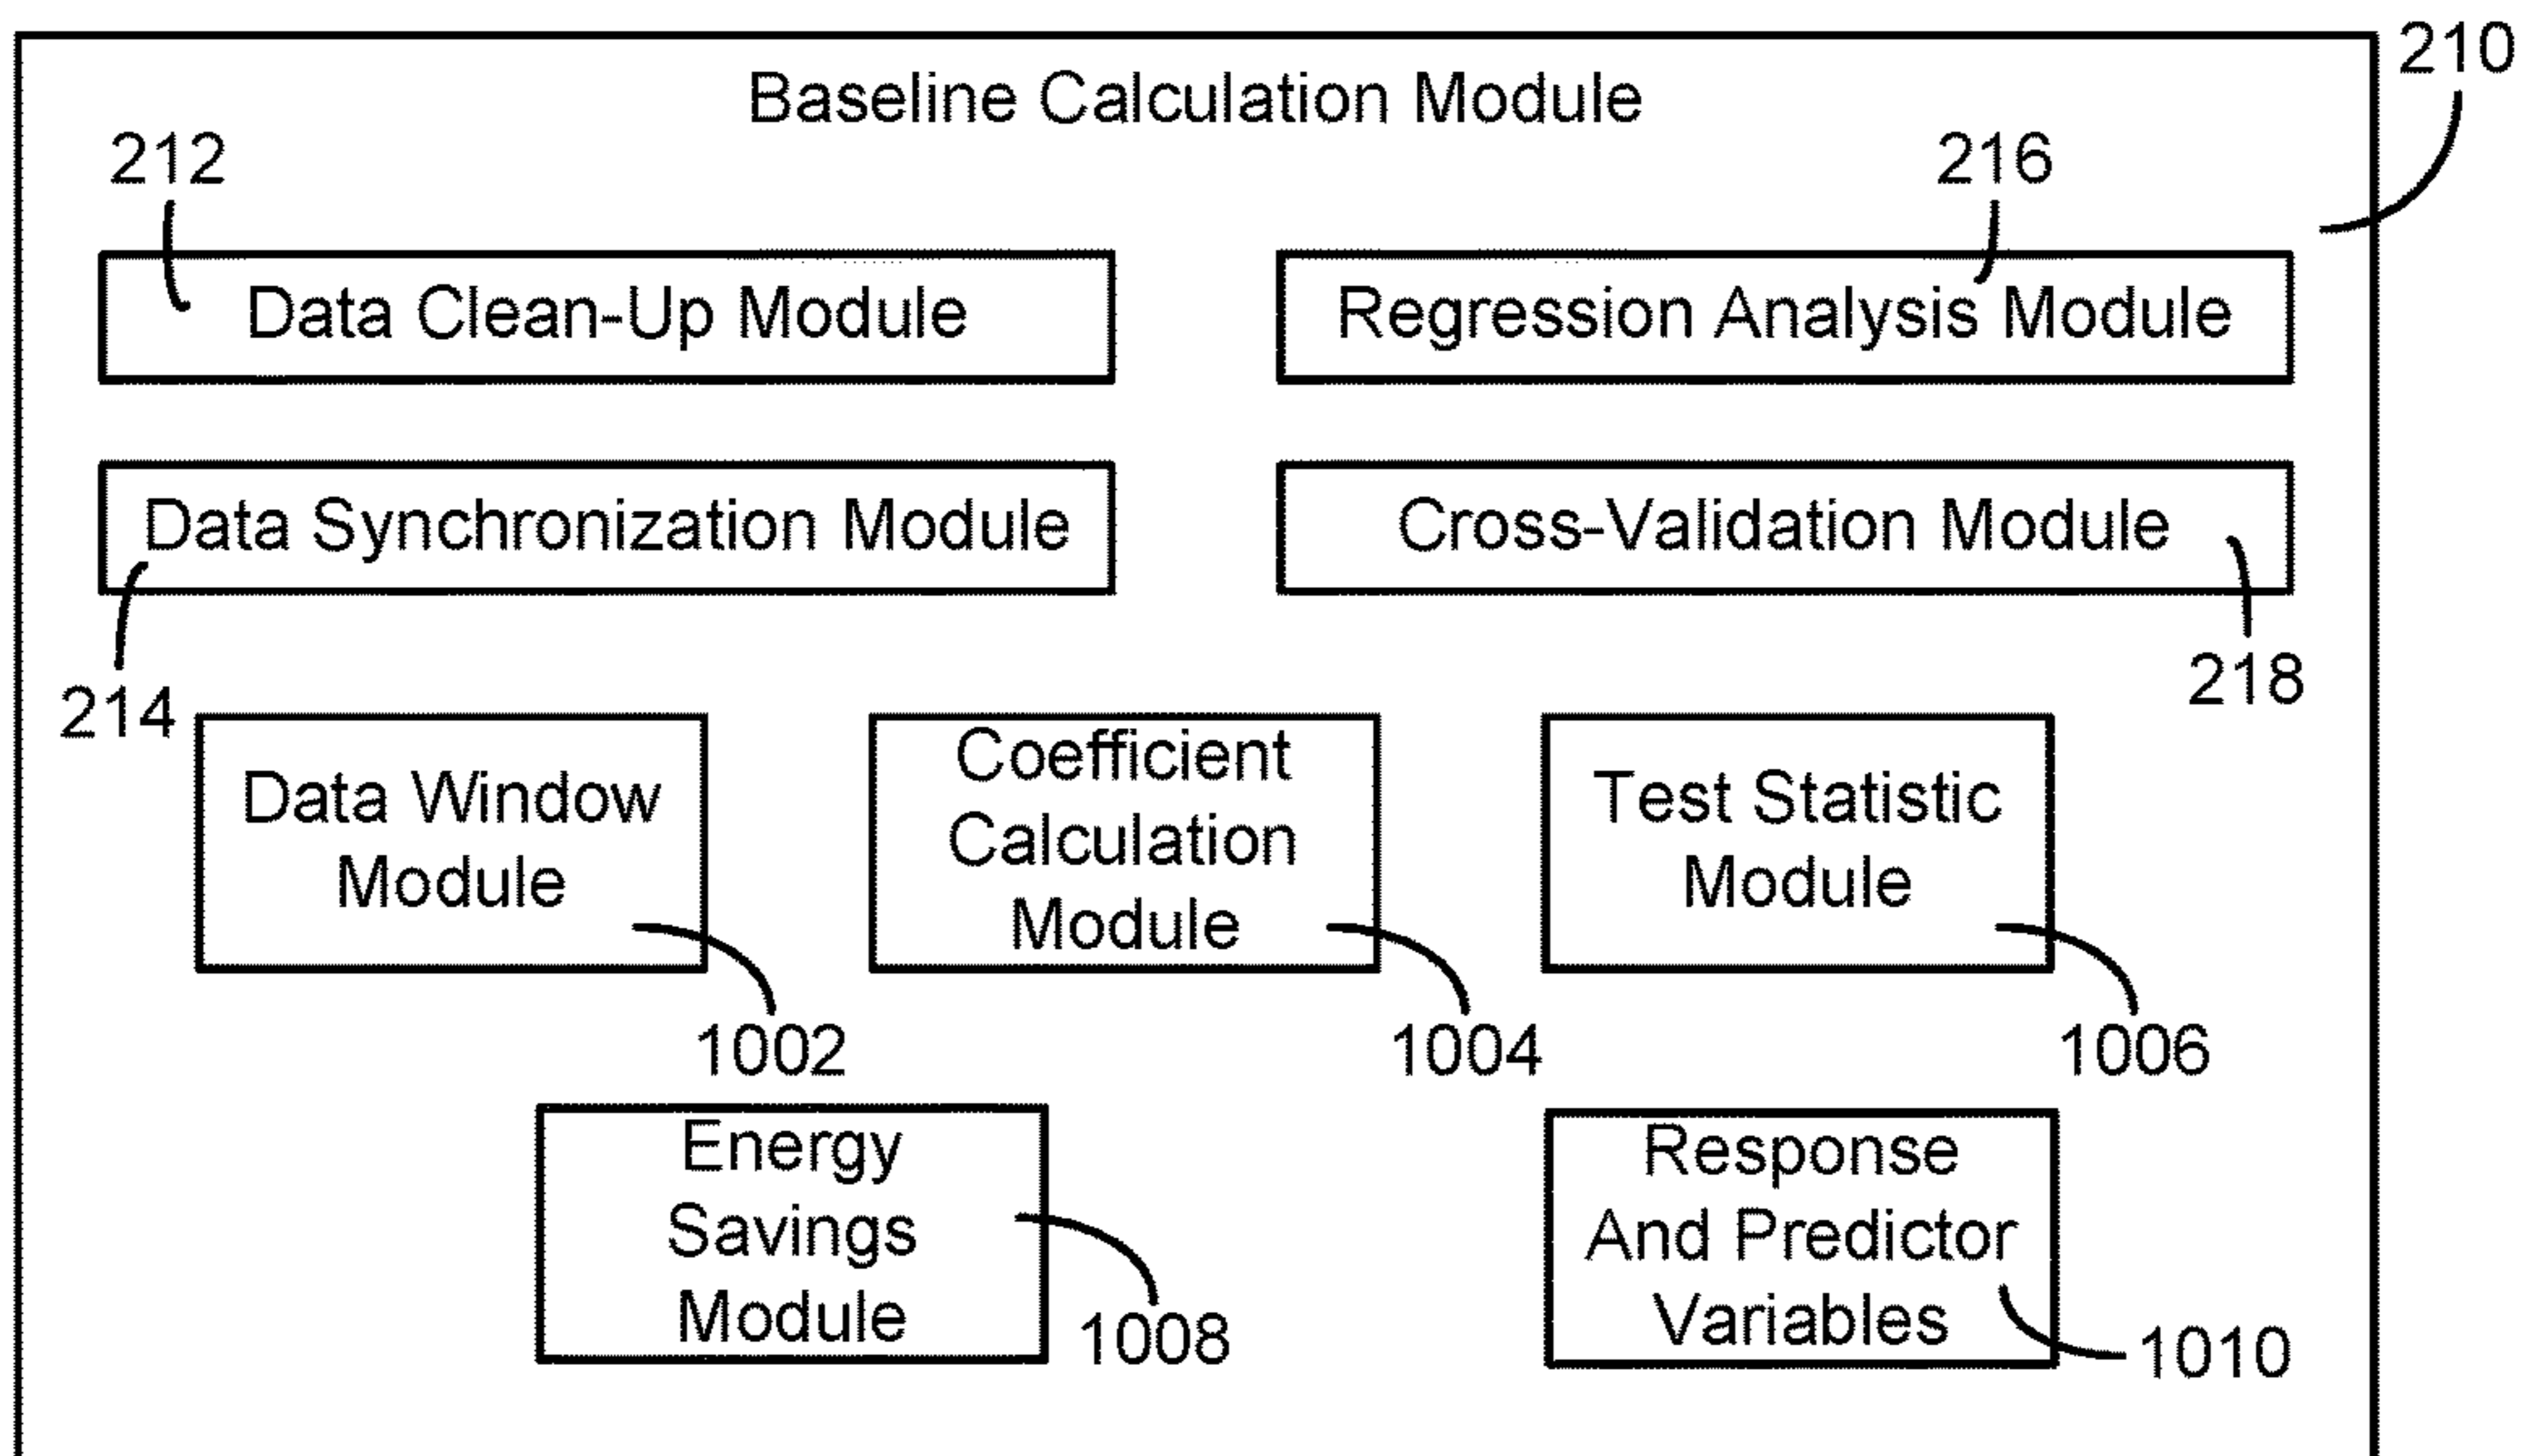 210
Baseline Calculation Module
212
216
Data Clean-Up Module
Regression Analysis Module
Data Synchronization Module
Cross-Validation Module
214
218
Data Window
Module
1002
Coefficient
Calculation
Module
1004
Test Statistic
Module
1006
Energy
Savings
Module
1008
Response
And Predictor
Variables
1010